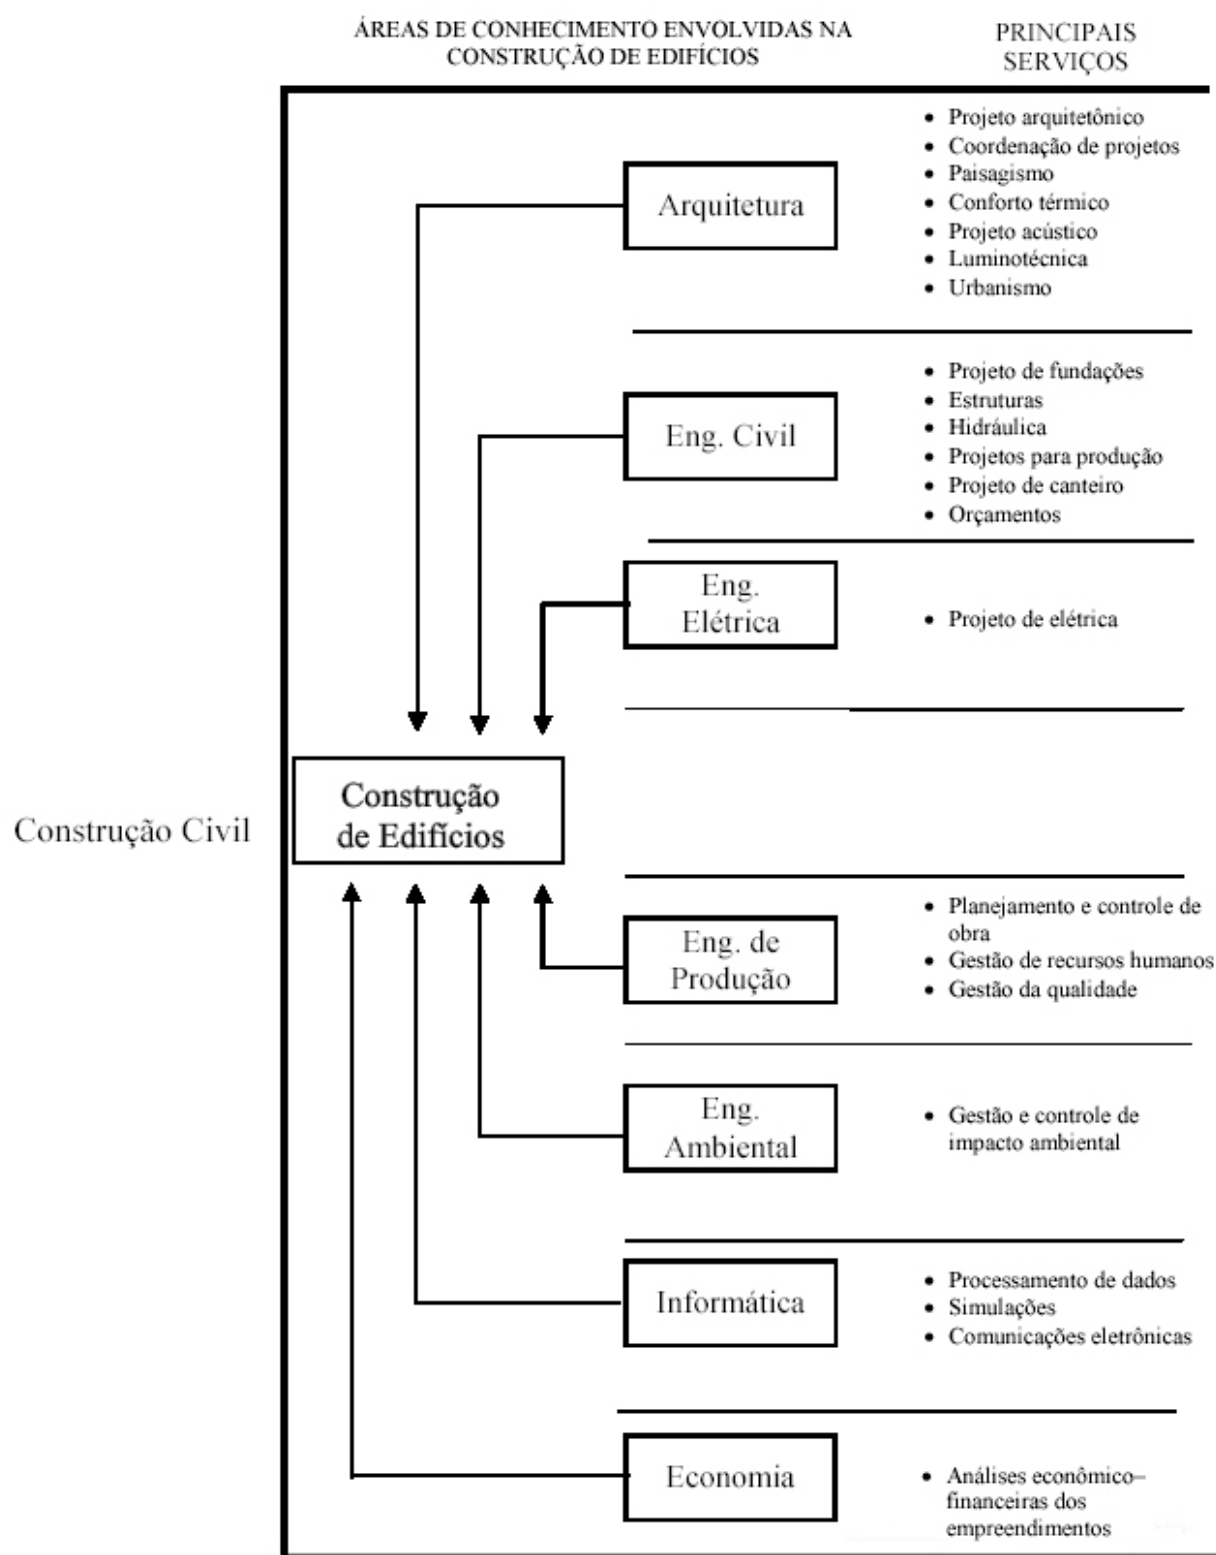 ÁREAS DE CONHECIMENTO ENVOLVIDAS NA
CONSTRUÇÃO DE EDIFÍCIOS
PRINCIPAIS
SERVIÇOS
Arquitetura
• Projeto arquitetônico
• Coordenação de projetos
• Paisagismo
• Conforto térmico
• Projeto acústico
• Luminotécnica
• Urbanismo
Eng. Civil
• Projeto de fundações
• Estruturas
• Hidráulica
• Projetos para produção
• Projeto de canteiro
• Orçamentos
Eng.
Elétrica
• Projeto de elétrica
Construção Civil
Construção
de Edifícios
Eng. de
Produção
• Planejamento e controle de
obra
• Gestão de recursos humanos
• Gestão da qualidade
Eng.
Ambiental
• Gestão e controle de
impacto ambiental
Informática
• Processamento de dados
• Simulações
• Comunicações eletrônicas
Economia
• Análises econômico–
financeiras dos
empreendimentos